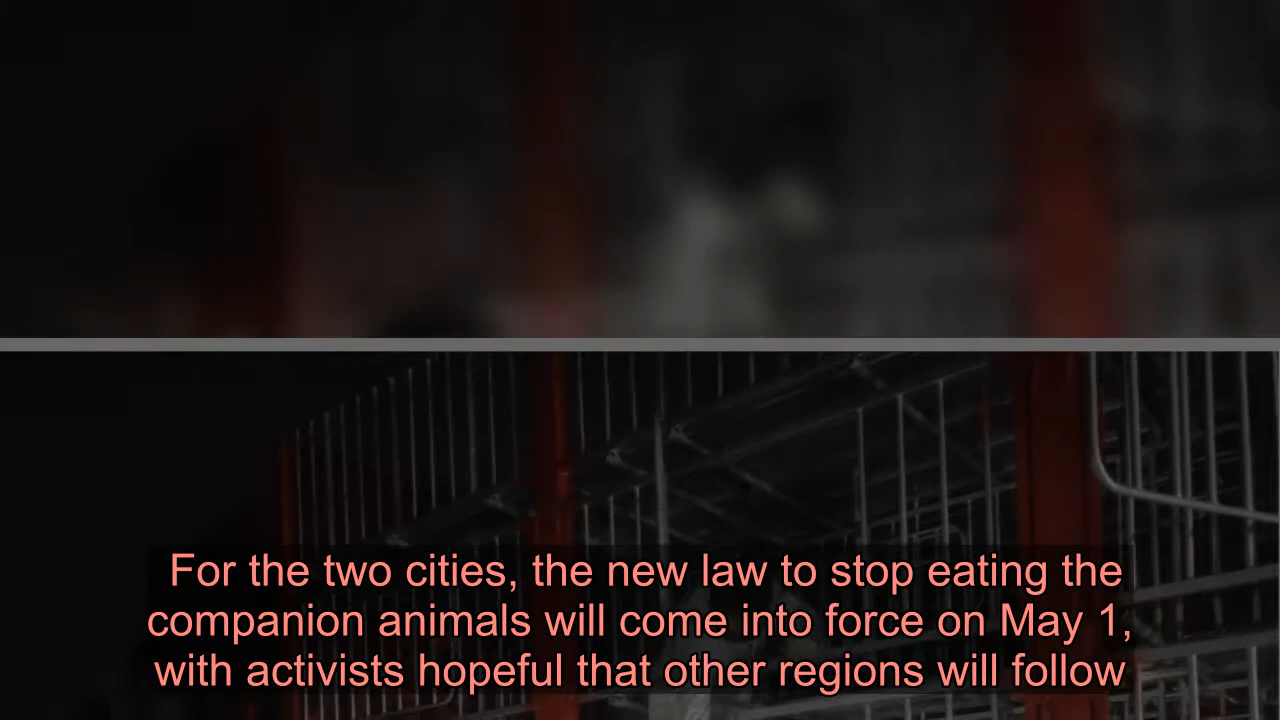 For the two cities, the new law to stop eating the
companion animals will come into force on May 1,
with activists hopeful that other regions will follow